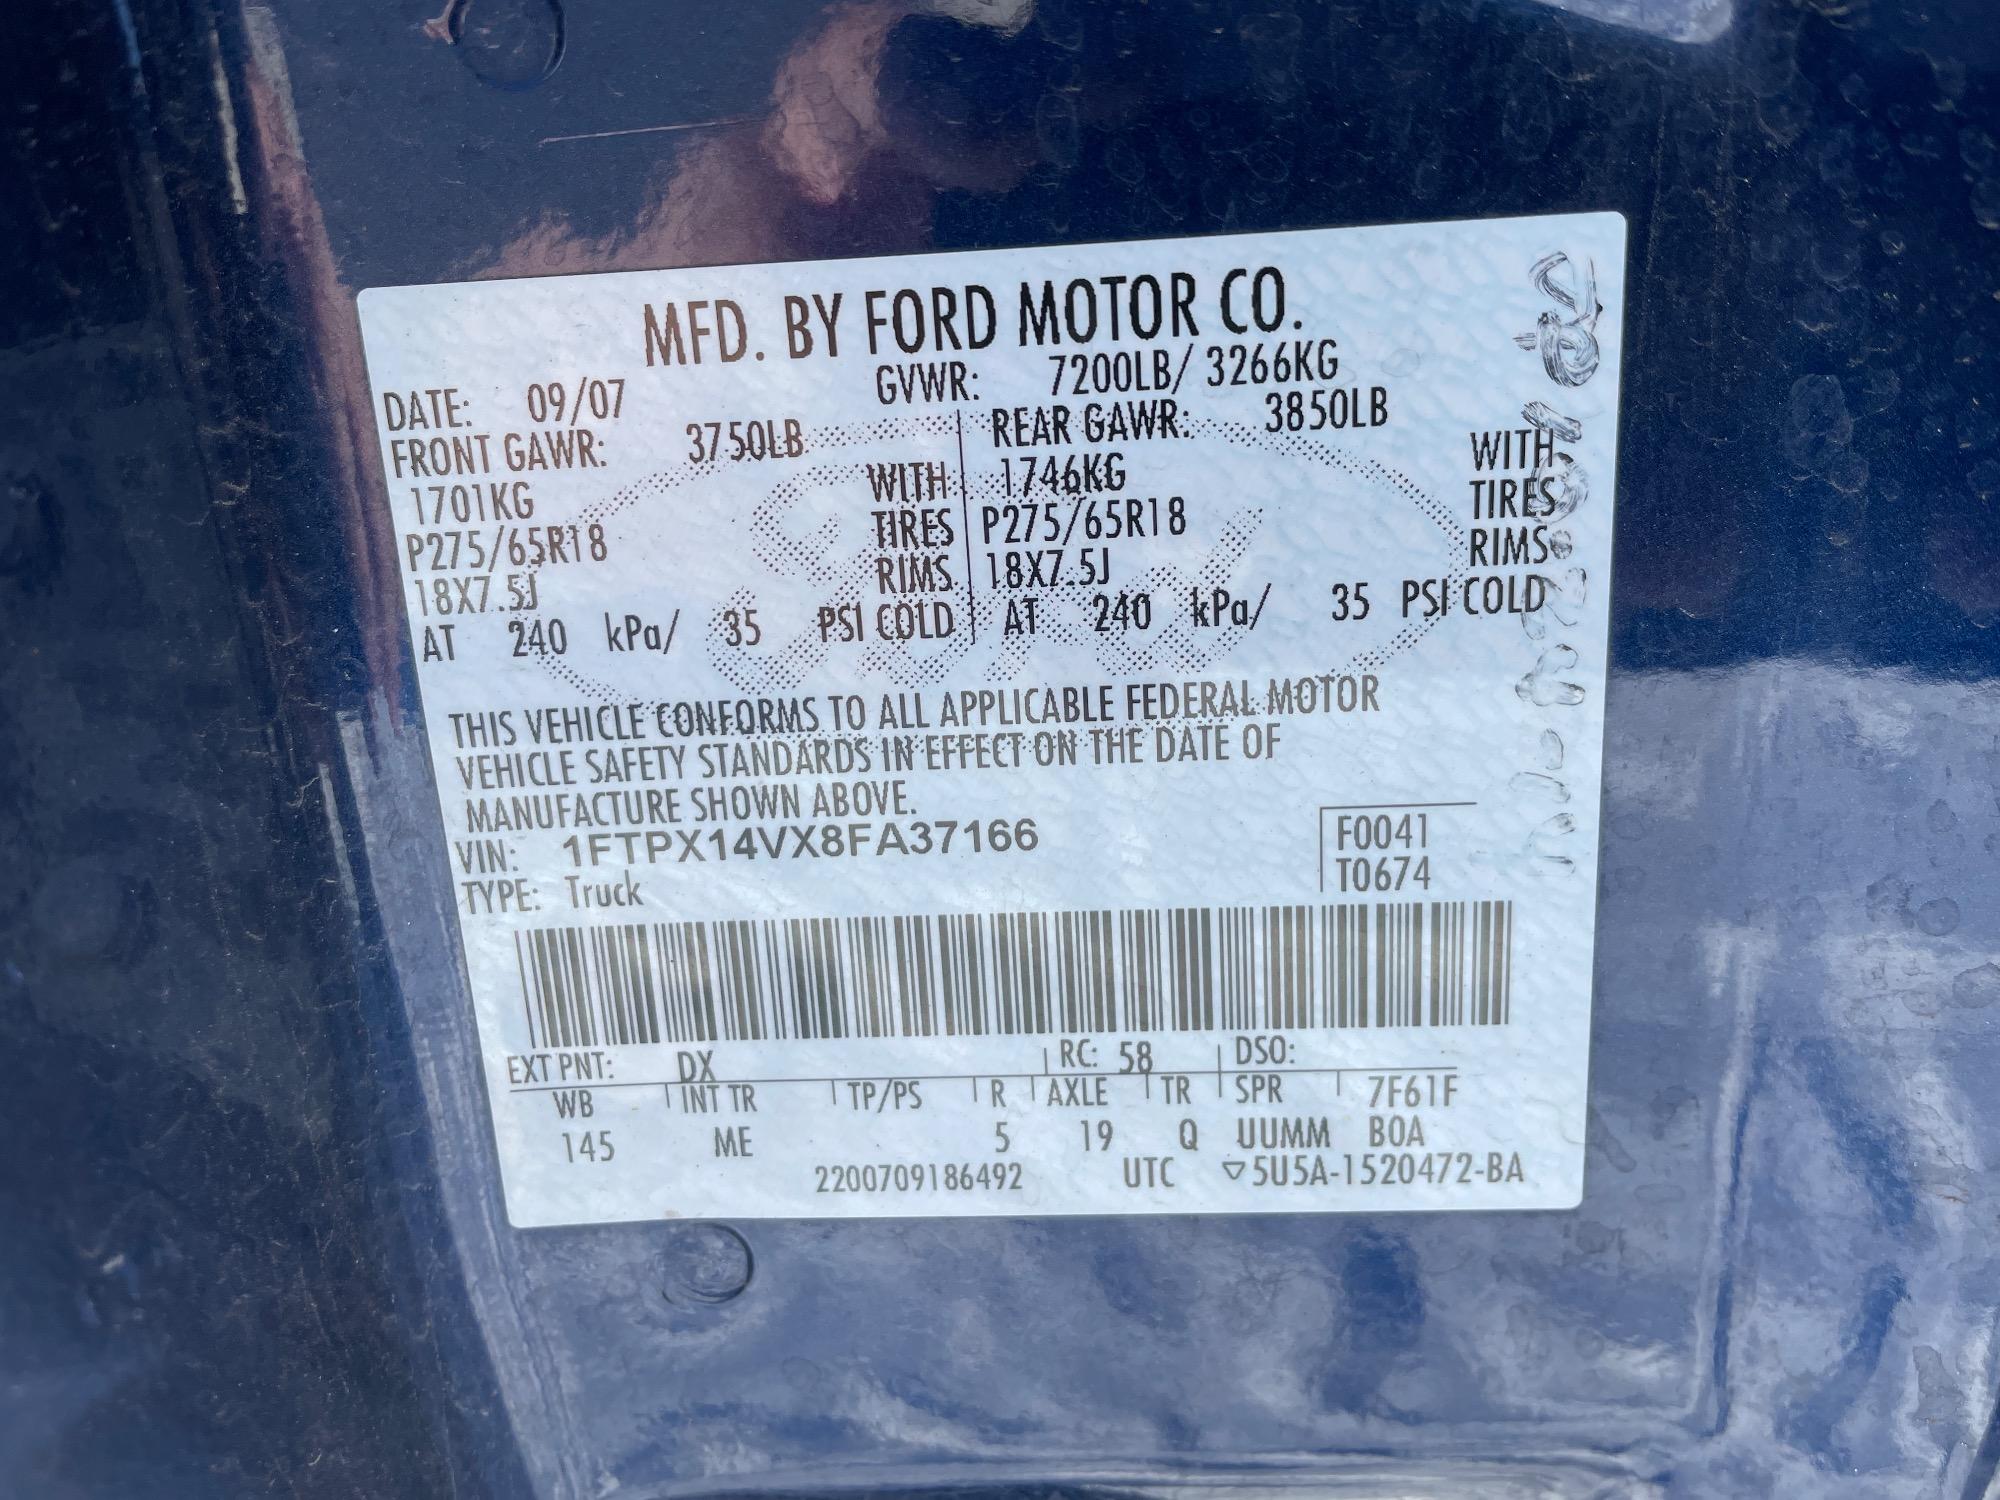 MFD. BY FORD MOTOR CO.
DATE: 09/07 GVWR: 7200LB/ 3266KG
FRONT GAWR: 3750LB REAR GAWR: 3850LB
1701KG WITH 1746KG WITH
P275/65R18 TIRES P275/65R18 TIRES
18X7.5J RIMS 18X7.5J RIMS
AT 240 kPa/ 35 PSI COLD AT 240 kPa/ 35 PSI COLD
THIS VEHICLE CONFORMS TO ALL APPLICABLE FEDERAL MOTOR
VEHICLE SAFETY STANDARDS IN EFFECT ON THE DATE OF
MANUFACTURE SHOWN ABOVE.
VIN: 1FTPX14VX8FA37166 F0041
TYPE: Truck T0674
EXT PNT: DX RC: 58 DSO:
WB INT TR TP/PS R AXLE TR SPR 7F61F
145 ME 5 19 Q UUMM BOA
2200709186492 UTC ▽5U5A-1520472-BA